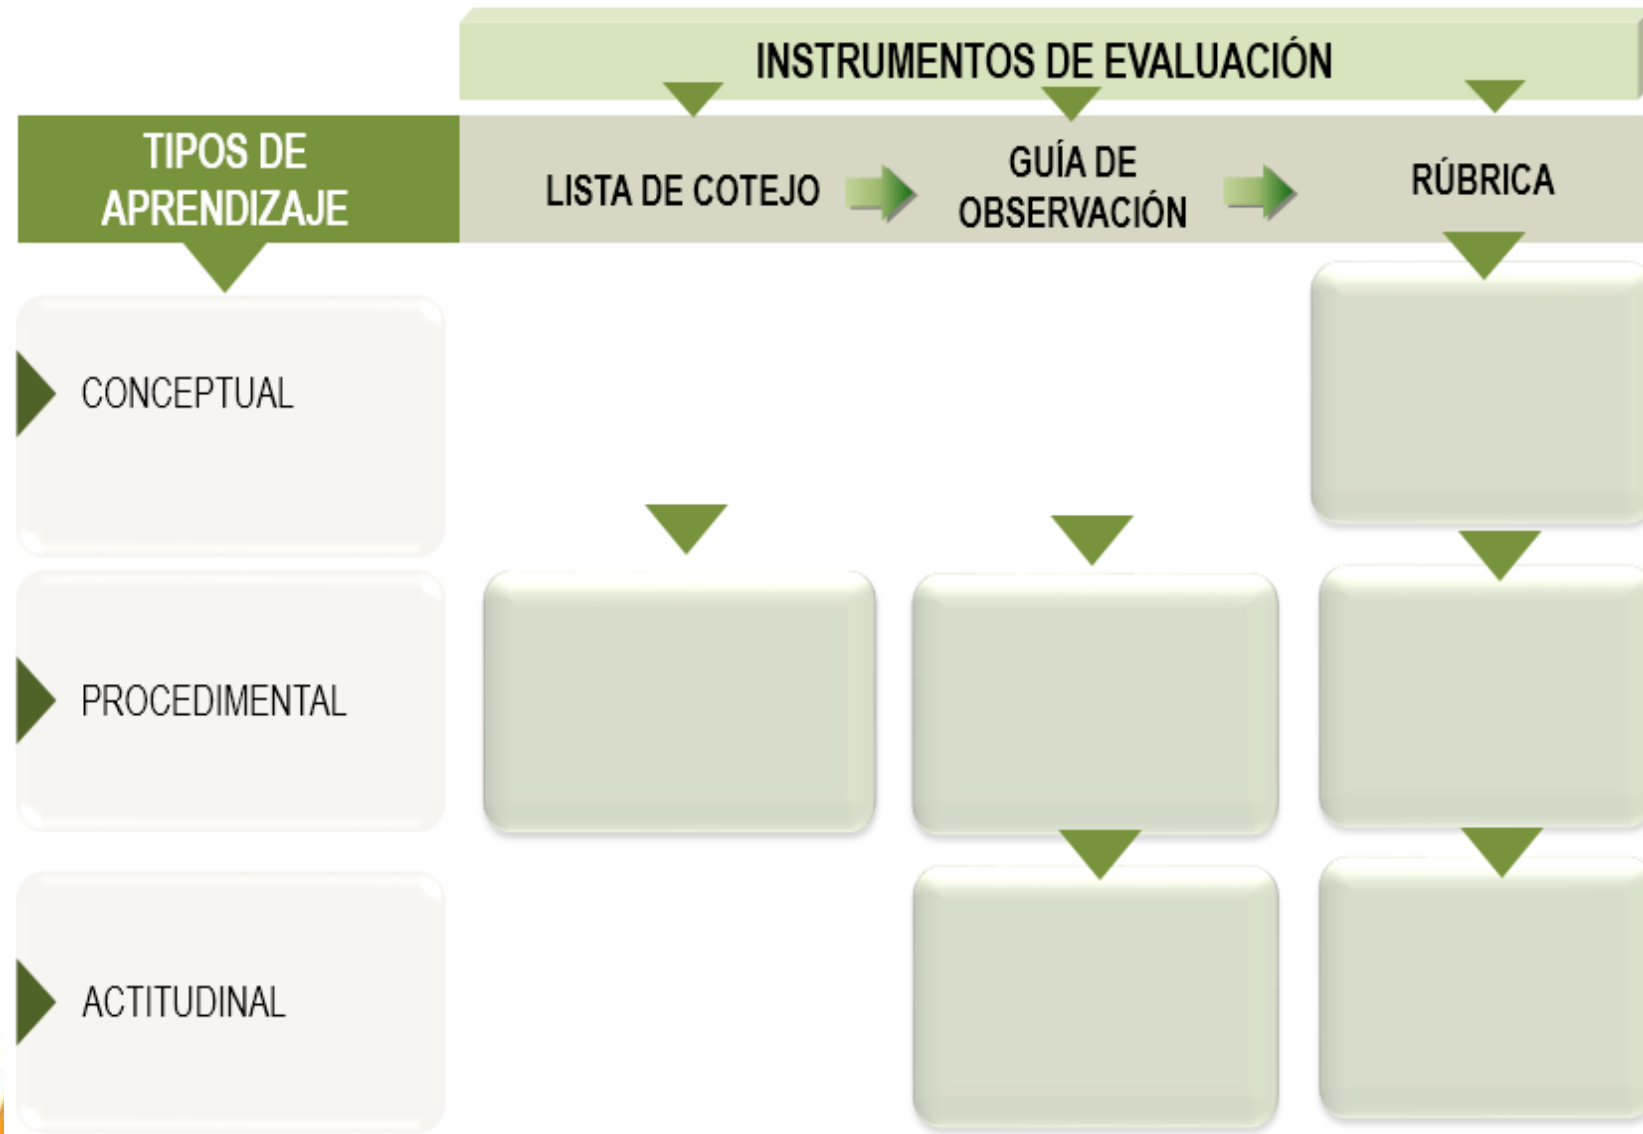 INSTRUMENTOS DE EVALUACIÓN
TIPOS DE
APRENDIZAJE
LISTA DE COTEJO
GUÍA DE
OBSERVACIÓN
RÚBRICA
CONCEPTUAL
PROCEDIMENTAL
ACTITUDINAL